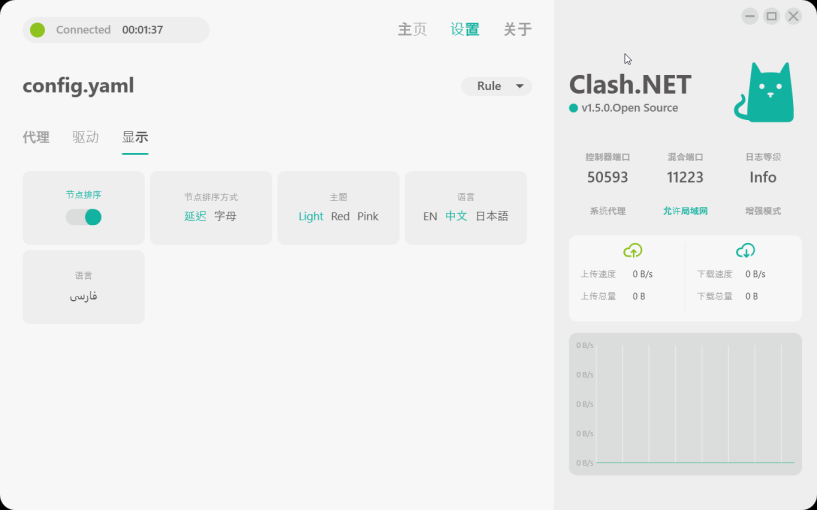 Connected 00:01:37
主页 设置 关于
config.yaml
Rule
代理 驱动 显示
节点排序
节点排序方式
延迟 字母
主题
Light Red Pink
语言
EN 中文 日本語
语言
فارسی
Clash.NET
v1.5.0.Open Source
控制器端口 混合端口 日志等级
50593 11223 Info
系统代理 允许局域网 增强模式
上传速度 0 B/s
上传总量 0 B
下载速度 0 B/s
下载总量 0 B
0 B/s
0 B/s
0 B/s
0 B/s
0 B/s